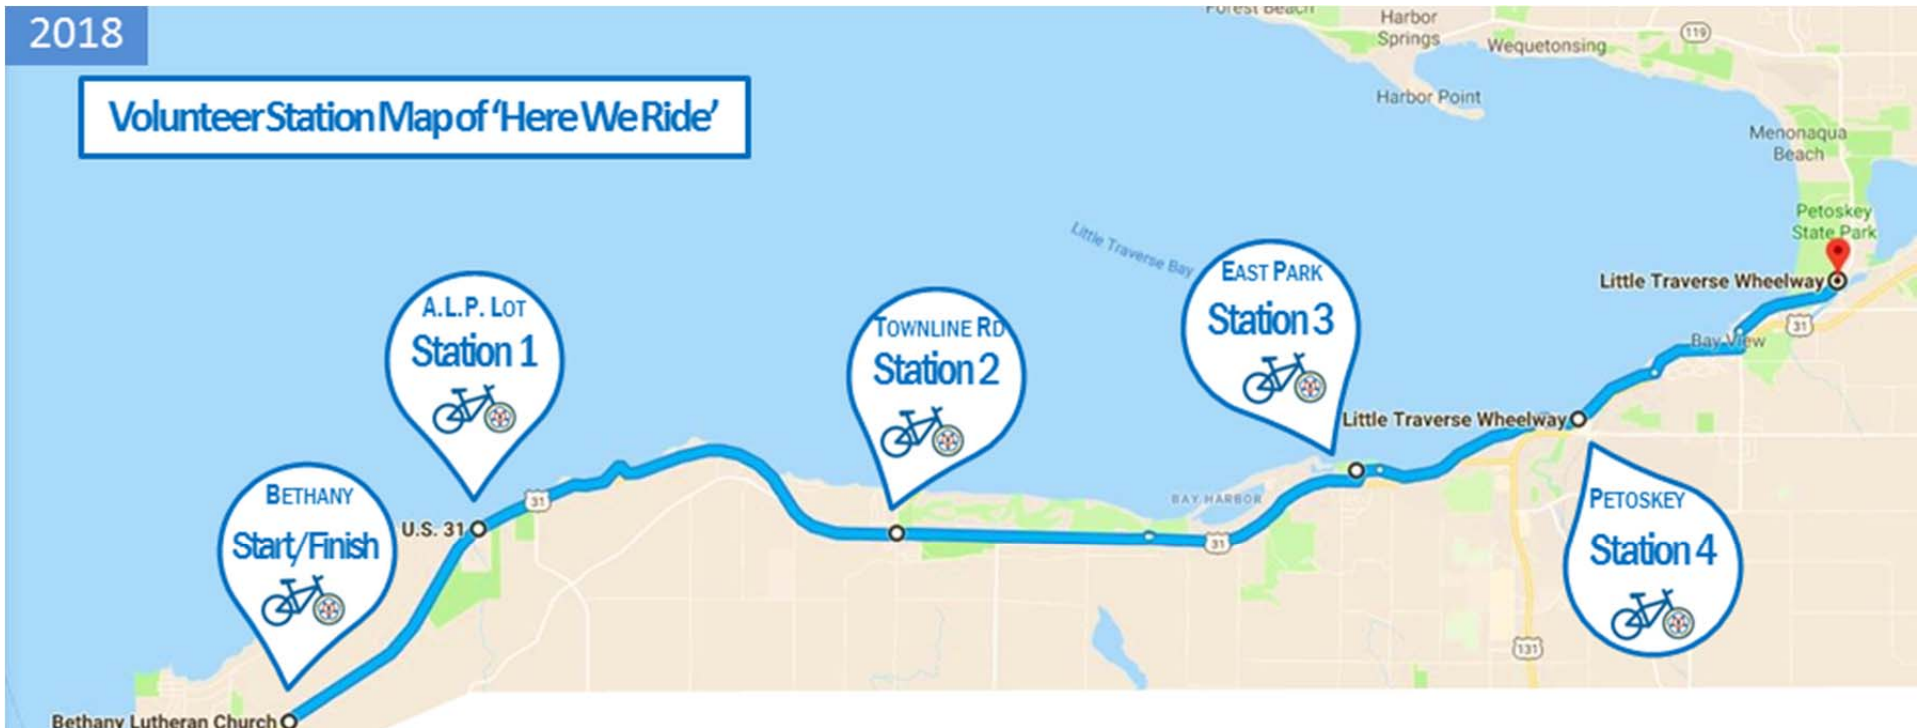 2018
Volunteer Station Map of 'Here We Ride'
Forest Beach
Harbor
Springs
Wequetonsing
119
Harbor Point
Menonaqua
Beach
Petoskey
State Park
Little Traverse Wheelway
31
Bay View
Little Traverse Bay
EAST PARK
Station 3
A.L.P. LOT
Station 1
TOWNLINE RD
Station 2
Little Traverse Wheelway
BETHANY
Start/Finish
U.S. 31
31
BAY HARBOR
31
PETOSKEY
Station 4
131
Bethany Lutheran Church